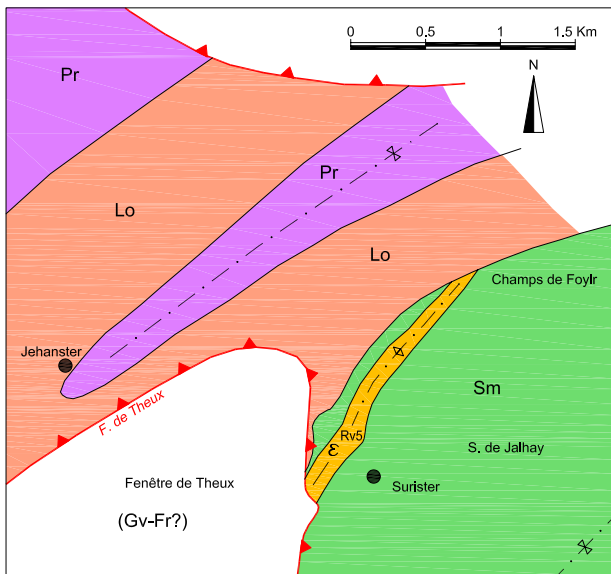 0 0.5 1 1.5 Km
N
Pr
Pr
Lo
Lo
Champs de Foylr
Jehanster
F. de Theux
Sm
Rv5
ε
S. de Jalhay
Fenêtre de Theux
Surister
(Gv-Fr?)